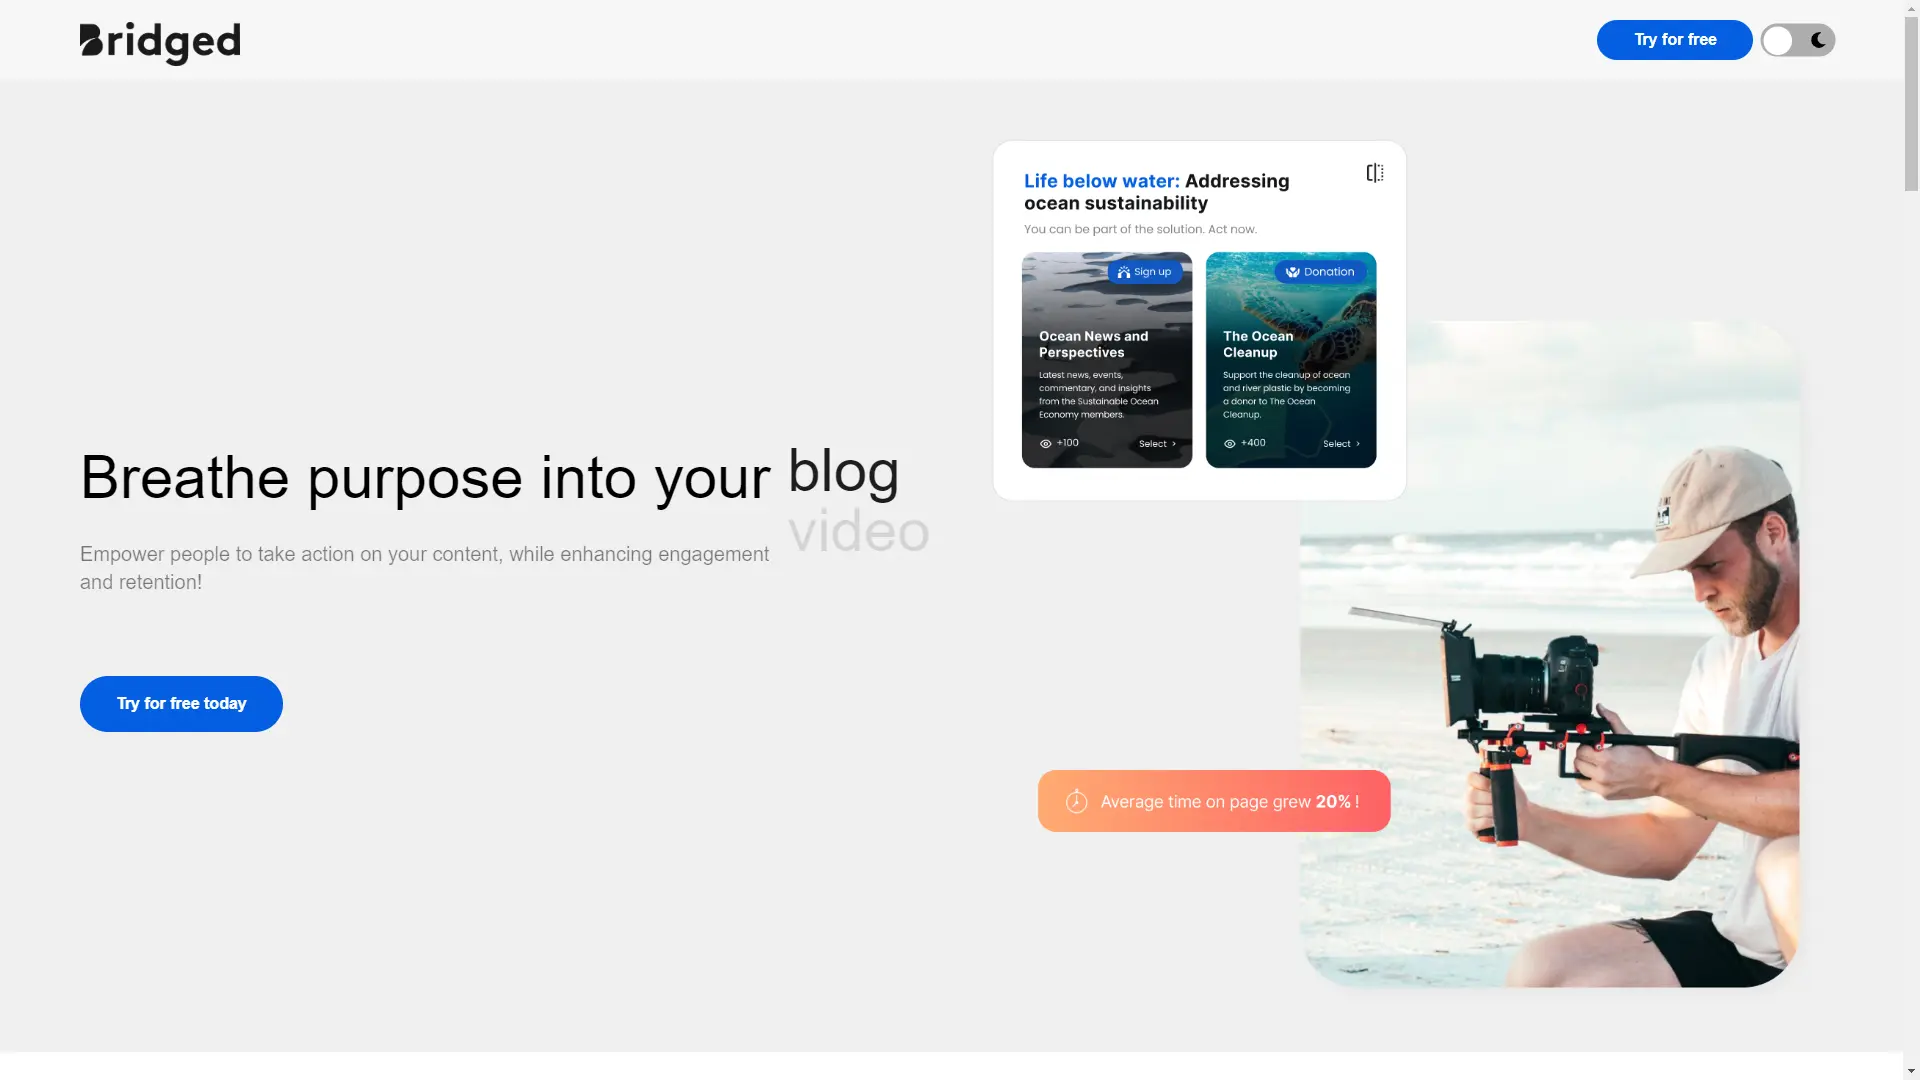 Bridged
Try for free
Life below water: Addressing
ocean sustainability
You can be part of the solution. Act now.
Sign up
Ocean News and
Perspectives
Latest news, events,
commentary, and insights
from the Sustainable Ocean
Economy members.
+100
Select >
Donation
The Ocean
Cleanup
Support the cleanup of ocean
and river plastic by becoming
a donor to The Ocean
Cleanup.
+400
Select >
Breathe purpose into your blog
video
Empower people to take action on your content, while enhancing engagement
and retention!
Try for free today
Average time on page grew 20% !